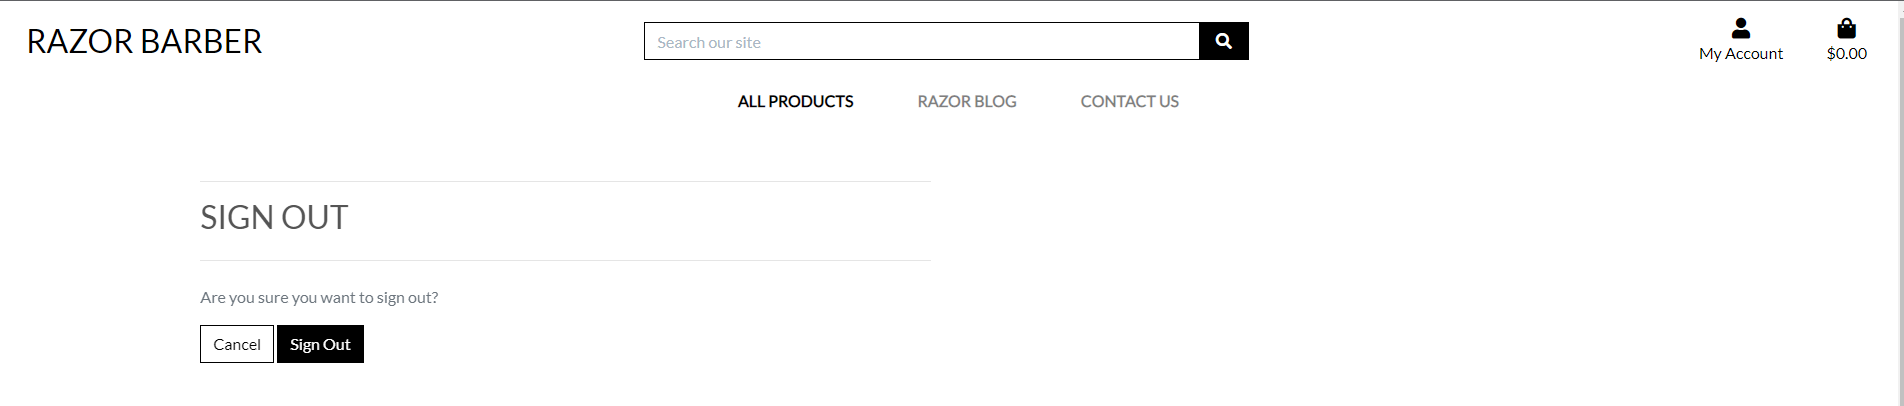 RAZOR BARBER
Search our site
My Account
$0.00
ALL PRODUCTS
RAZOR BLOG
CONTACT US
SIGN OUT
Are you sure you want to sign out?
Cancel
Sign Out